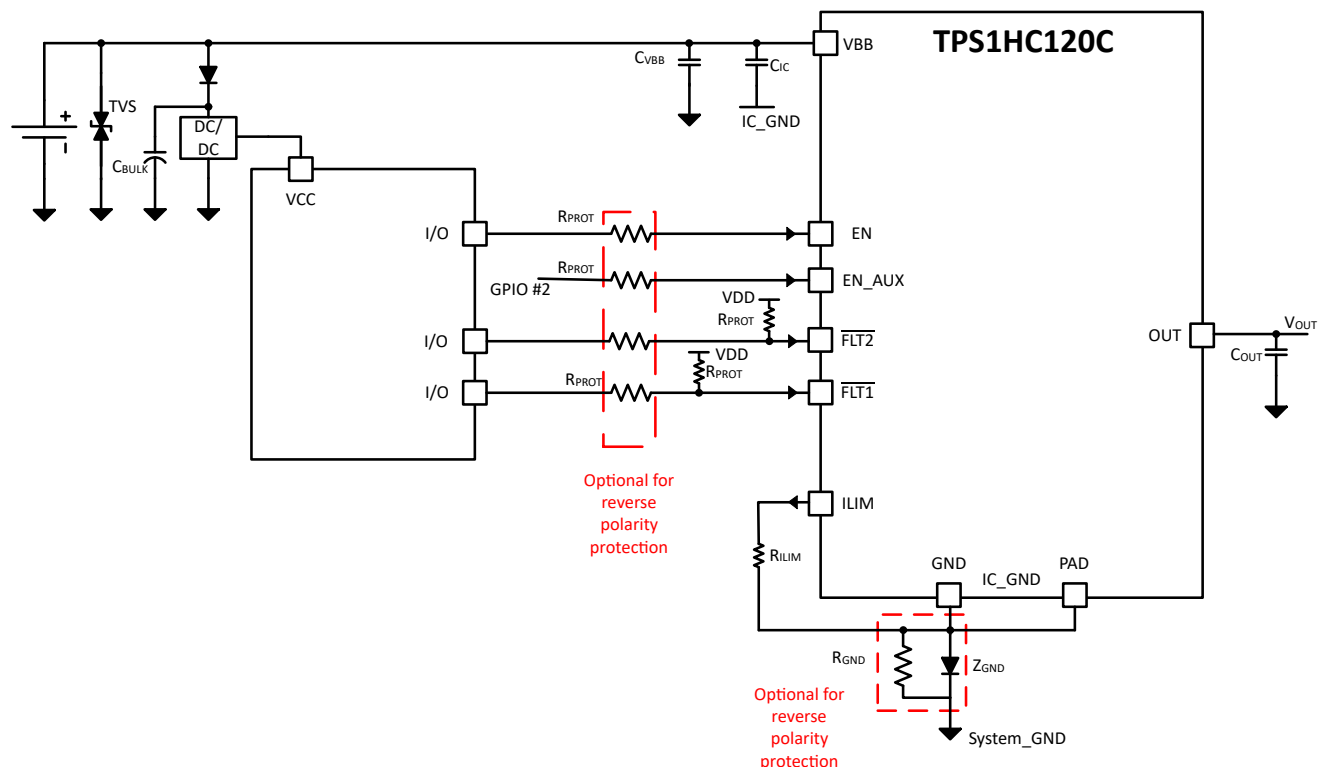 TPS1HC120C
VBB
CVBB
CIC
IC_GND
TVS
+
DC/
DC
CBULK
VCC
I/O
RPROT
EN
GPIO #2
RPROT
EN_AUX
VDD
RPROT
I/O
FLT2
VDD
RPROT
I/O
RPROT
FLT1
OUT
VOUT
COUT
Optional for
reverse
polarity
protection
ILIM
RILIM
GND
IC_GND
PAD
RGND
ZGND
Optional for
reverse
polarity
protection
System_GND